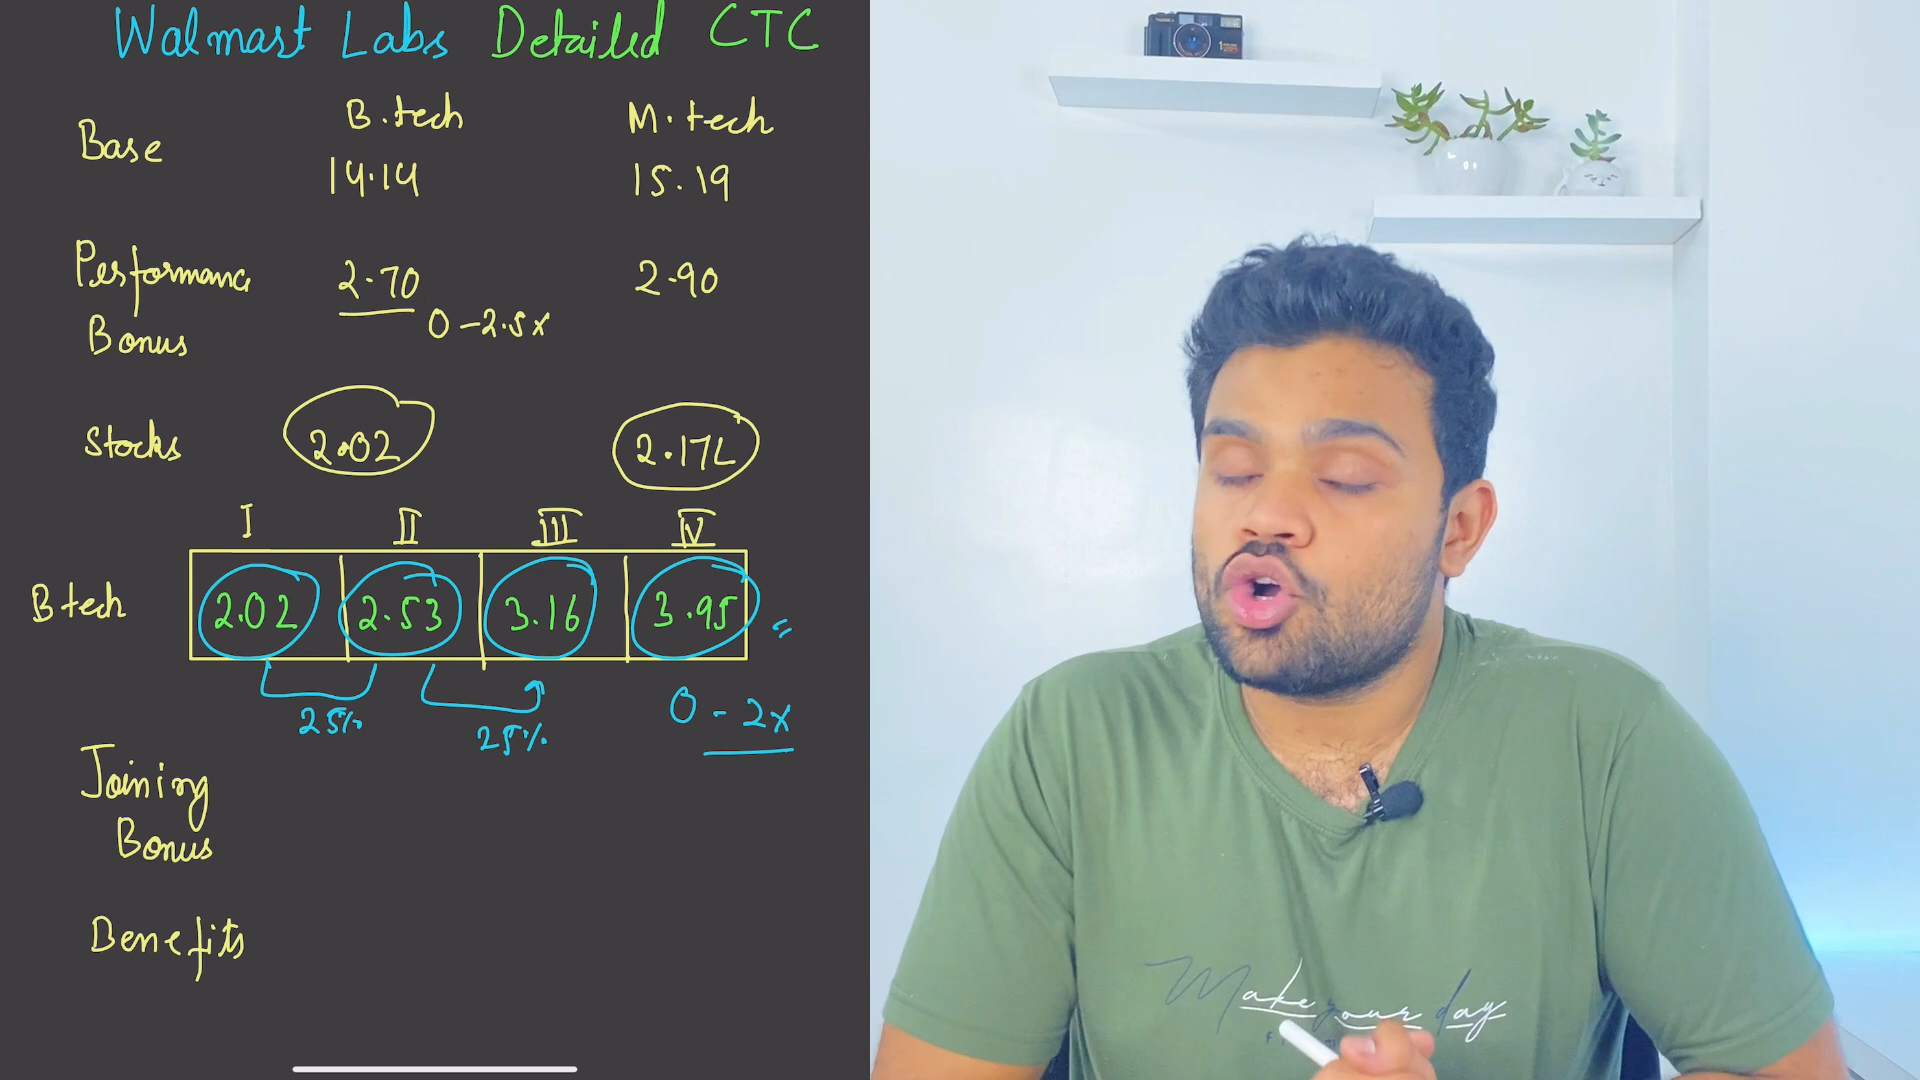 Walmart Labs Detailed CTC
B.tech M.tech
Base
14.14 15.19
Performance 2.70 2.90
0-2.5x
Bonus
Stocks 2.02 2.17L
I II III IV
Btech 2.02 2.53 3.16 3.95
25% 25% 0-2x
Joining
Bonus
Benefits
Make your day